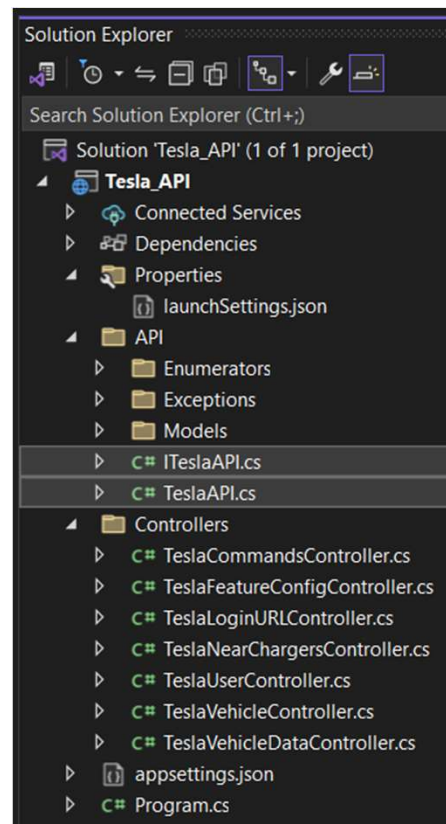 Solution Explorer
Search Solution Explorer (Ctrl+;)
Solution 'Tesla_API' (1 of 1 project)
Tesla_API
Connected Services
Dependencies
Properties
launchSettings.json
API
Enumerators
Exceptions
Models
C# ITeslaAPI.cs
C# TeslaAPI.cs
Controllers
C# TeslaCommandsController.cs
C# TeslaFeatureConfigController.cs
C# TeslaLoginURLController.cs
C# TeslaNearChargersController.cs
C# TeslaUserController.cs
C# TeslaVehicleController.cs
C# TeslaVehicleDataController.cs
appsettings.json
C# Program.cs